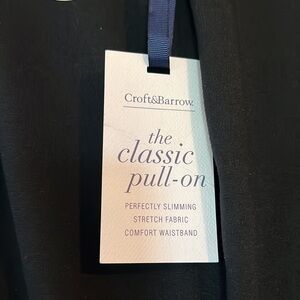 Croft&Barrow.
the
classic
pull-on
PERFECTLY SLIMMING
STRETCH FABRIC
COMFORT WAISTBAND